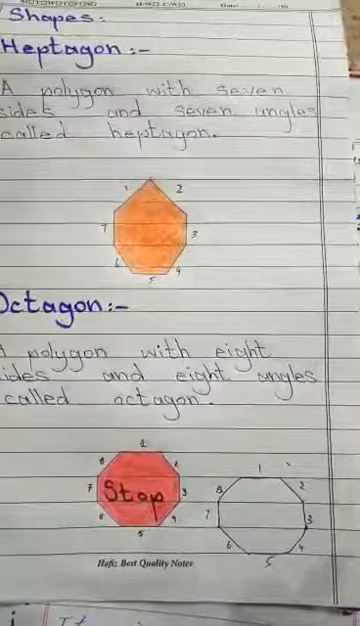 Shapes:
Heptagon :-
A polygon with seven
sides and seven angles
called heptagon.
1 2
7 3
6 4
5
Octagon:-
A polygon with eight
sides and eight angles
called octagon.
1
8 2
7 Stop 3
6 4
5
1
8 2
7 3
6 4
5
Hafiz Best Quality Notes